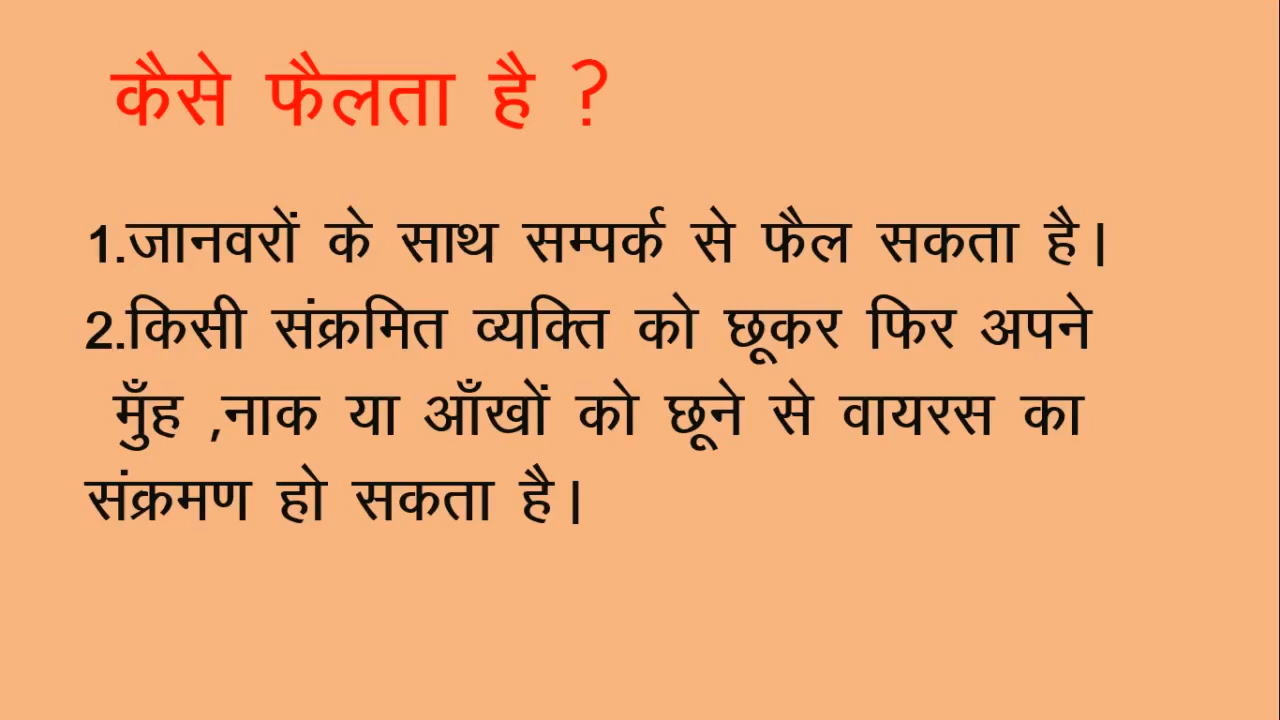 कैसे फैलता है ?
1.जानवरों के साथ सम्पर्क से फैल सकता है।
2.किसी संक्रमित व्यक्ति को छूकर फिर अपने
मुँह ,नाक या आँखों को छूने से वायरस का
संक्रमण हो सकता है।